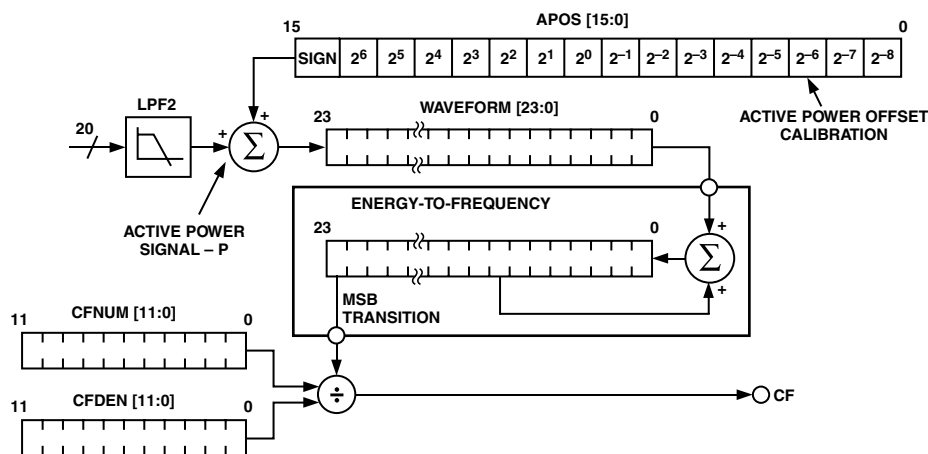 APOS [15:0]
15 0
SIGN 2⁶ 2⁵ 2⁴ 2³ 2² 2¹ 2⁰ 2–¹ 2–² 2–³ 2–⁴ 2–⁵ 2–⁶ 2–⁷ 2–⁸
ACTIVE POWER OFFSET
CALIBRATION
LPF2
20
+ +
Σ
WAVEFORM [23:0]
23 0
ACTIVE POWER
SIGNAL – P
ENERGY-TO-FREQUENCY
23 0
+
Σ
+
MSB
TRANSITION
CFNUM [11:0]
11 0
÷
CF
CFDEN [11:0]
11 0